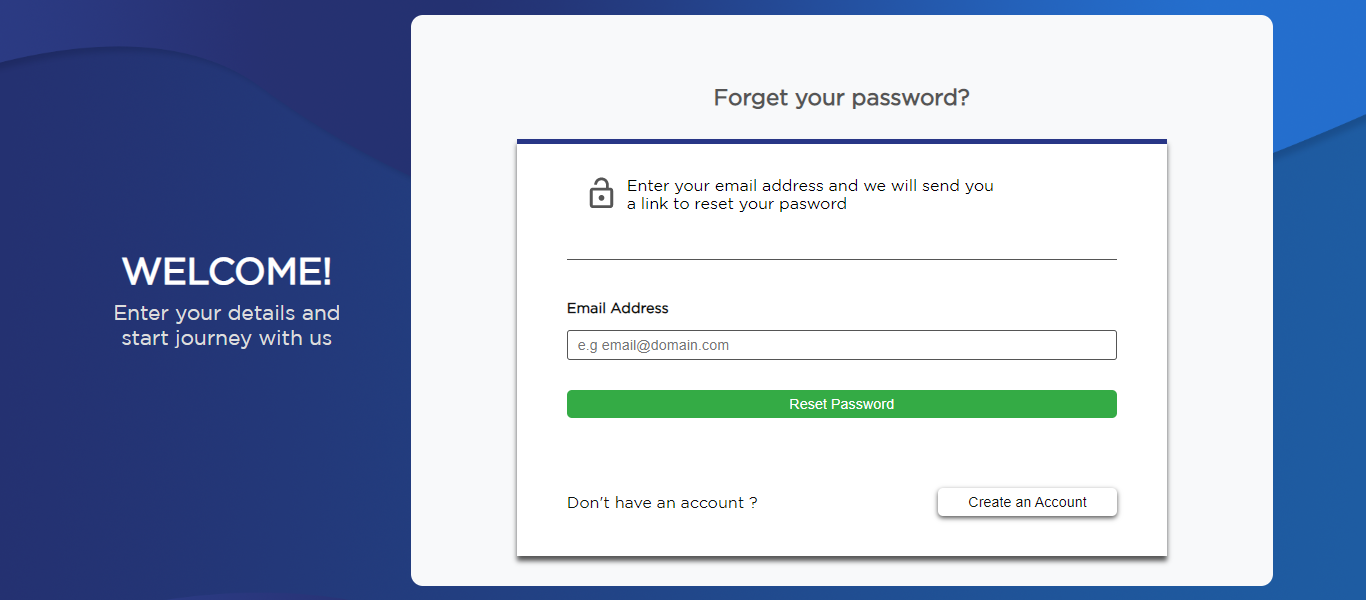 WELCOME!
Enter your details and
start journey with us
Forget your password?
Enter your email address and we will send you
a link to reset your pasword
Email Address
e.g email@domain.com
Reset Password
Don't have an account ?
Create an Account